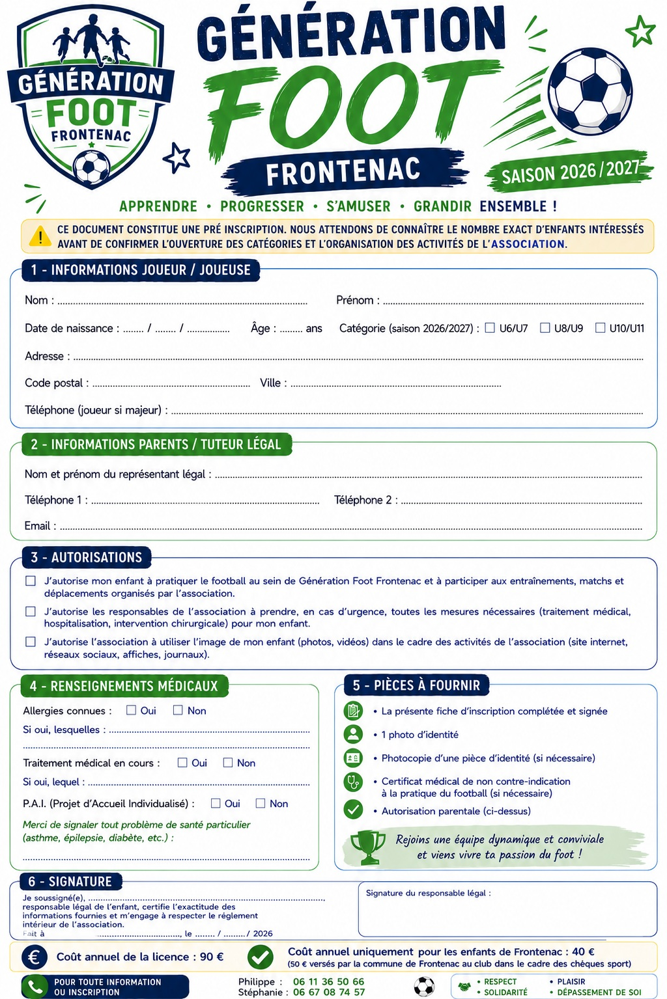 GÉNÉRATION
FOOT
FRONTENAC
GÉNÉRATION
FOOT
FRONTENAC
SAISON 2026 / 2027
APPRENDRE • PROGRESSER • S'AMUSER • GRANDIR ENSEMBLE !
CE DOCUMENT CONSTITUE UNE PRÉ INSCRIPTION. NOUS ATTENDONS DE CONNAÎTRE LE NOMBRE EXACT D'ENFANTS INTÉRESSÉS
AVANT DE CONFIRMER L'OUVERTURE DES CATÉGORIES ET L'ORGANISATION DES ACTIVITÉS DE L'ASSOCIATION.
1 - INFORMATIONS JOUEUR / JOUEUSE
Nom : ........ Prénom : ........
Date de naissance : ........ / ........ / ................ Âge : ........ ans Catégorie (saison 2026/2027) : ☐ U6/U7 ☐ U8/U9 ☐ U10/U11
Adresse : ........
Code postal : ........ Ville : ........
Téléphone (joueur si majeur) : ........
2 - INFORMATIONS PARENTS / TUTEUR LÉGAL
Nom et prénom du représentant légal : ........
Téléphone 1 : ........ Téléphone 2 : ........
Email : ........
3 - AUTORISATIONS
☐ J'autorise mon enfant à pratiquer le football au sein de Génération Foot Frontenac et à participer aux entraînements, matchs et
déplacements organisés par l'association.
☐ J'autorise les responsables de l'association à prendre, en cas d'urgence, toutes les mesures nécessaires (traitement médical,
hospitalisation, intervention chirurgicale) pour mon enfant.
☐ J'autorise l'association à utiliser l'image de mon enfant (photos, vidéos) dans le cadre des activités de l'association (site internet,
réseaux sociaux, affiches, journaux).
4 - RENSEIGNEMENTS MÉDICAUX
Allergies connues : ☐ Oui ☐ Non
Si oui, lesquelles : ........
Traitement médical en cours : ☐ Oui ☐ Non
Si oui, lequel : ........
P.A.I. (Projet d'Accueil Individualisé) : ☐ Oui ☐ Non
Merci de signaler tout problème de santé particulier
(asthme, épilepsie, diabète, etc.) :
5 - PIÈCES À FOURNIR
• La présente fiche d'inscription complétée et signée
• 1 photo d'identité
• Photocopie d'une pièce d'identité (si nécessaire)
• Certificat médical de non contre-indication
à la pratique du football (si nécessaire)
• Autorisation parentale (ci-dessus)
Rejoins une équipe dynamique et conviviale
et viens vivre ta passion du foot !
6 - SIGNATURE
Je soussigné(e), ........,
responsable légal de l'enfant, certifie l'exactitude des
informations fournies et m'engage à respecter le réglement
intérieur de l'association.
Fait à ........, le ........ / ........ / 2026
Signature du responsable légal :
€ Coût annuel de la licence : 90 €
Coût annuel uniquement pour les enfants de Frontenac : 40 €
(50 € versés par la commune de Frontenac au club dans le cadre des chéques sport)
POUR TOUTE INFORMATION
OU INSCRIPTION
Philippe : 06 11 36 50 66
Stéphanie : 06 67 08 74 57
• RESPECT • PLAISIR
• SOLIDARITÉ • DÉPASSEMENT DE SOI